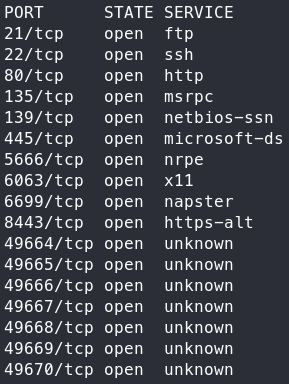 PORT      STATE SERVICE
21/tcp    open  ftp
22/tcp    open  ssh
80/tcp    open  http
135/tcp   open  msrpc
139/tcp   open  netbios-ssn
445/tcp   open  microsoft-ds
5666/tcp  open  nrpe
6063/tcp  open  x11
6699/tcp  open  napster
8443/tcp  open  https-alt
49664/tcp open  unknown
49665/tcp open  unknown
49666/tcp open  unknown
49667/tcp open  unknown
49668/tcp open  unknown
49669/tcp open  unknown
49670/tcp open  unknown